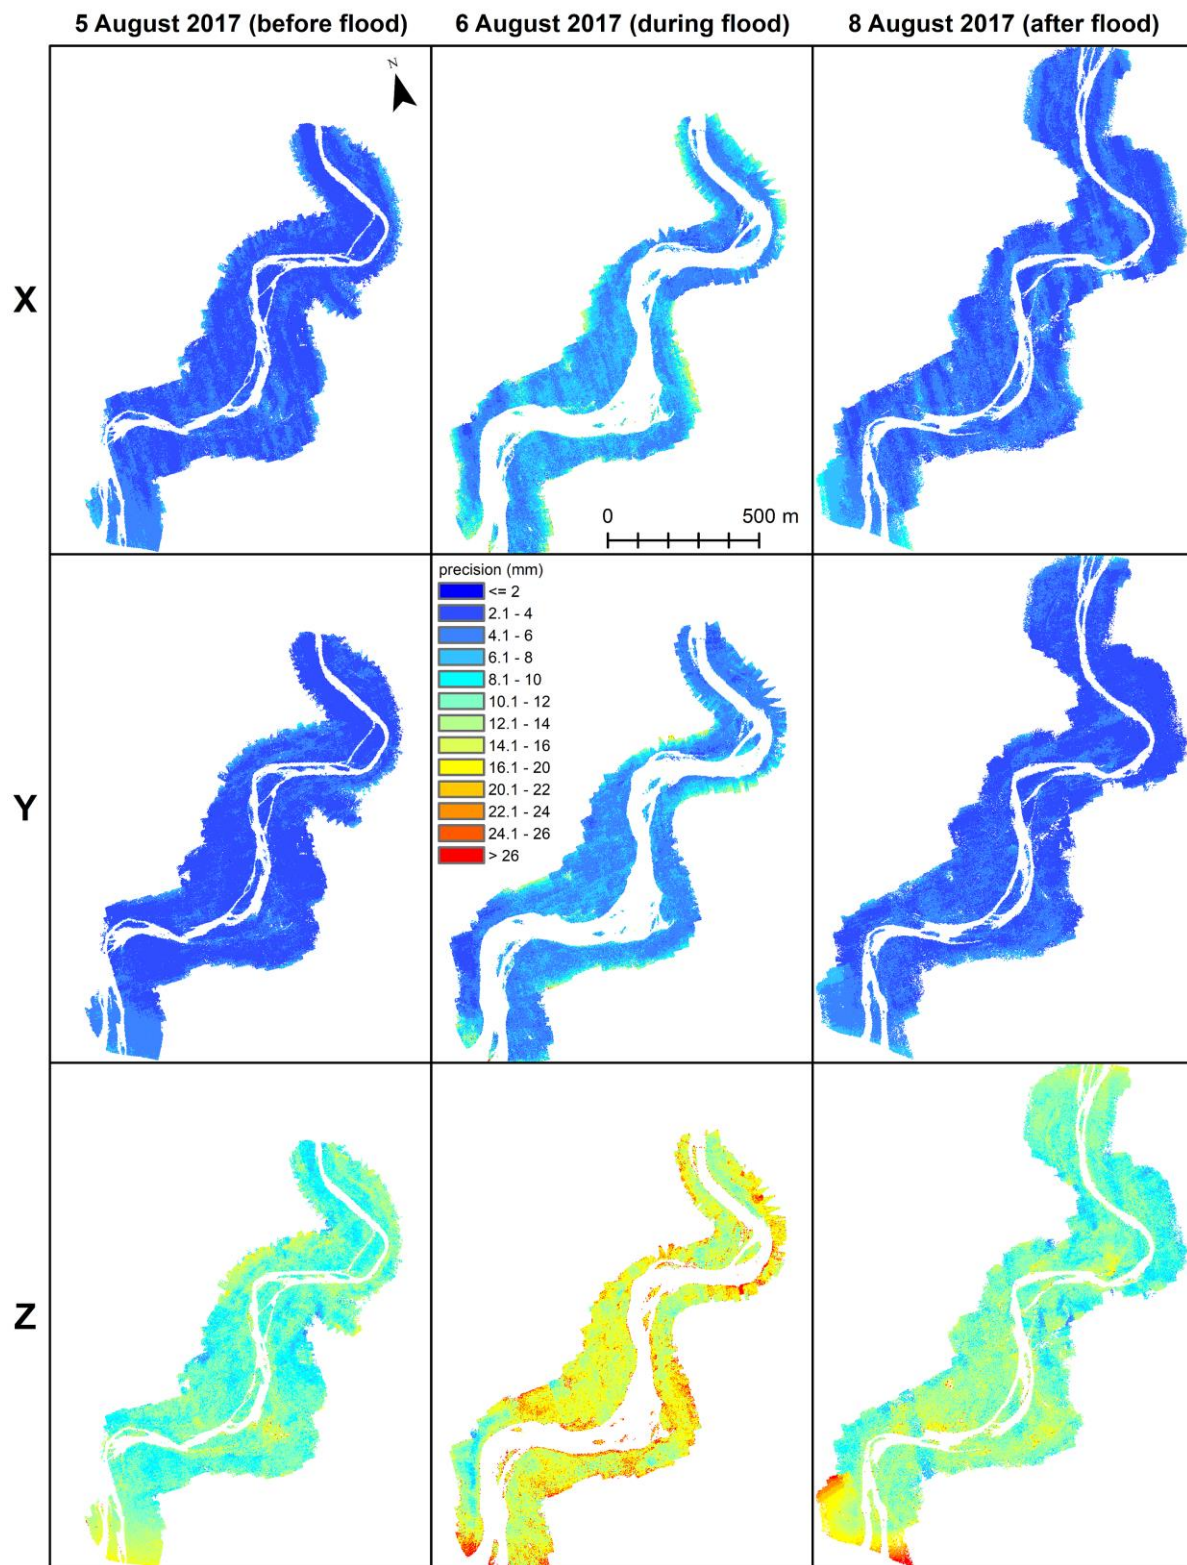 5 August 2017 (before flood)
6 August 2017 (during flood)
8 August 2017 (after flood)
N
X
0
500 m
precision (mm)
<= 2
2.1 - 4
4.1 - 6
6.1 - 8
8.1 - 10
10.1 - 12
12.1 - 14
14.1 - 16
16.1 - 20
20.1 - 22
22.1 - 24
24.1 - 26
> 26
Y
Z